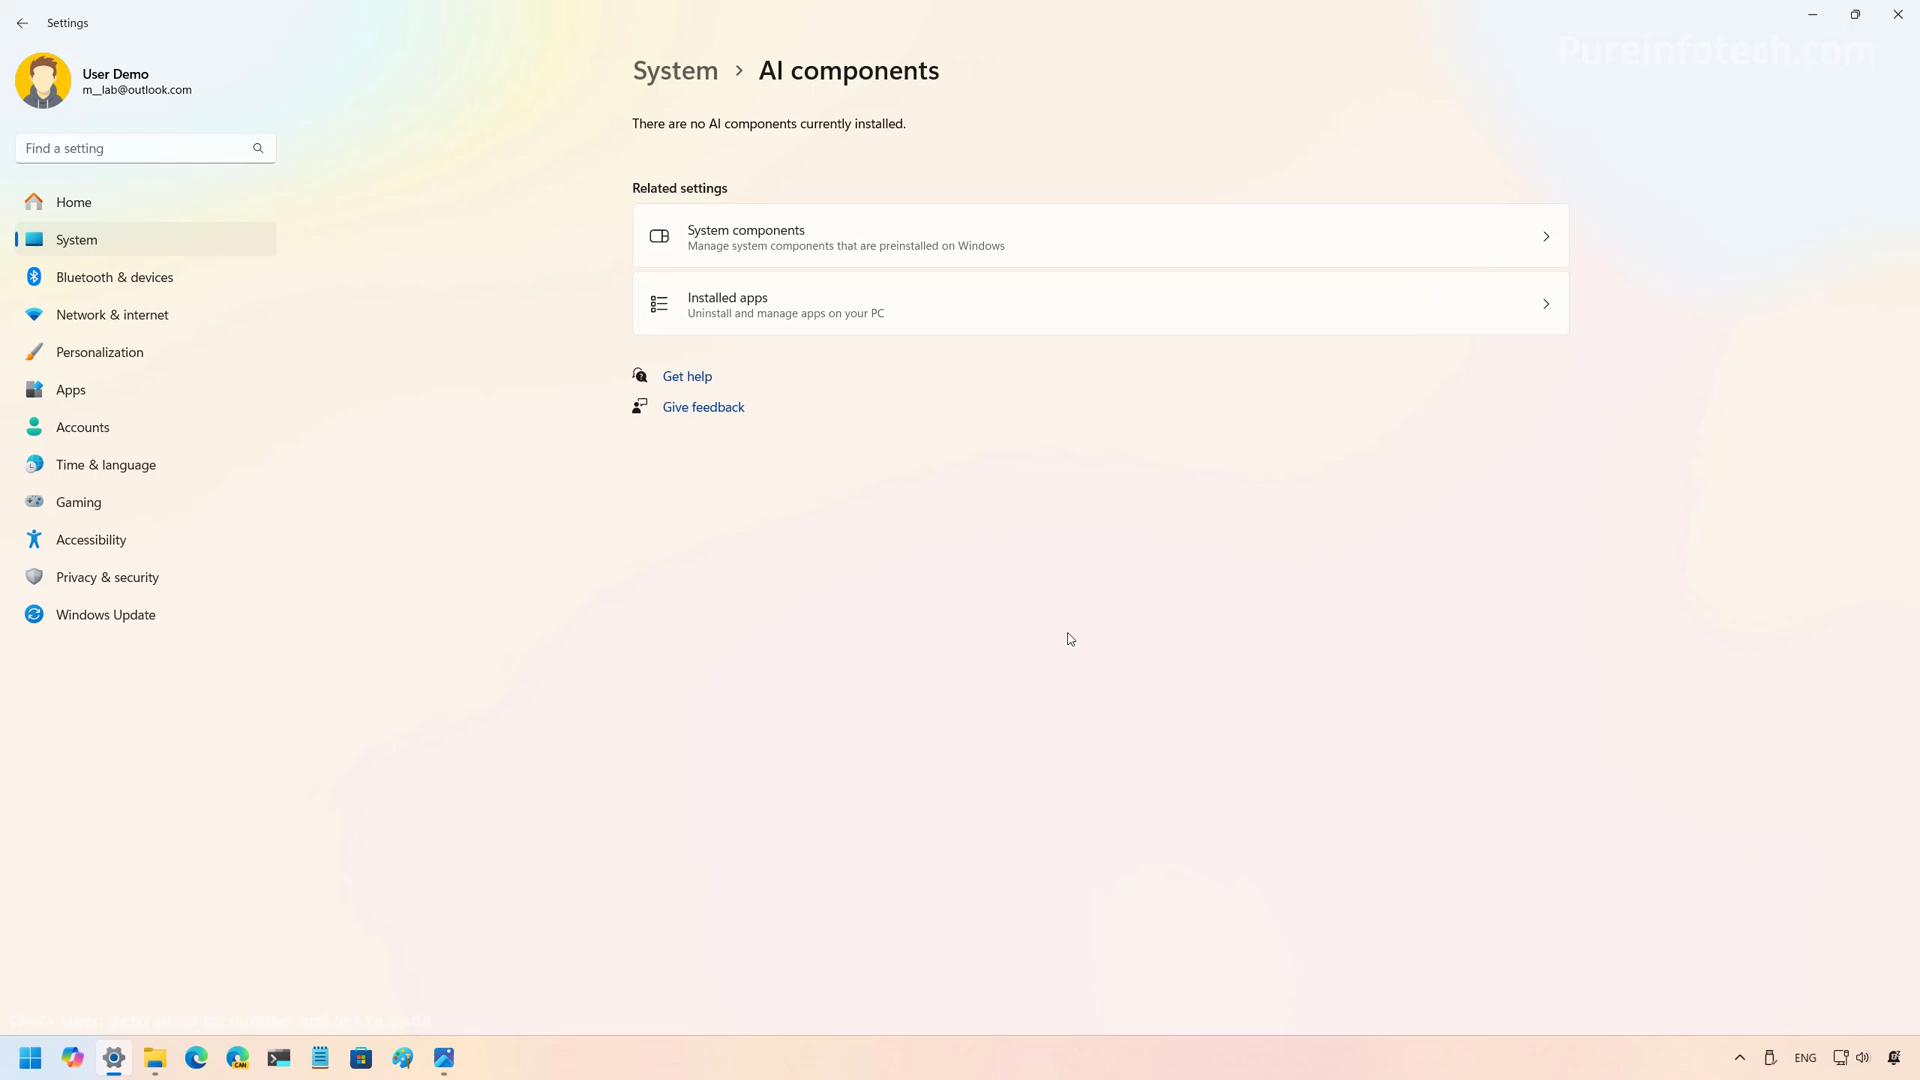 Settings
User Demo
m__lab@outlook.com
Find a setting
Home
System
Bluetooth & devices
Network & internet
Personalization
Apps
Accounts
Time & language
Gaming
Accessibility
Privacy & security
Windows Update
Pureinfotech.com
System > AI components
There are no AI components currently installed.
Related settings
System components
Manage system components that are preinstalled on Windows
Installed apps
Uninstall and manage apps on your PC
Get help
Give feedback
CAN
ENG